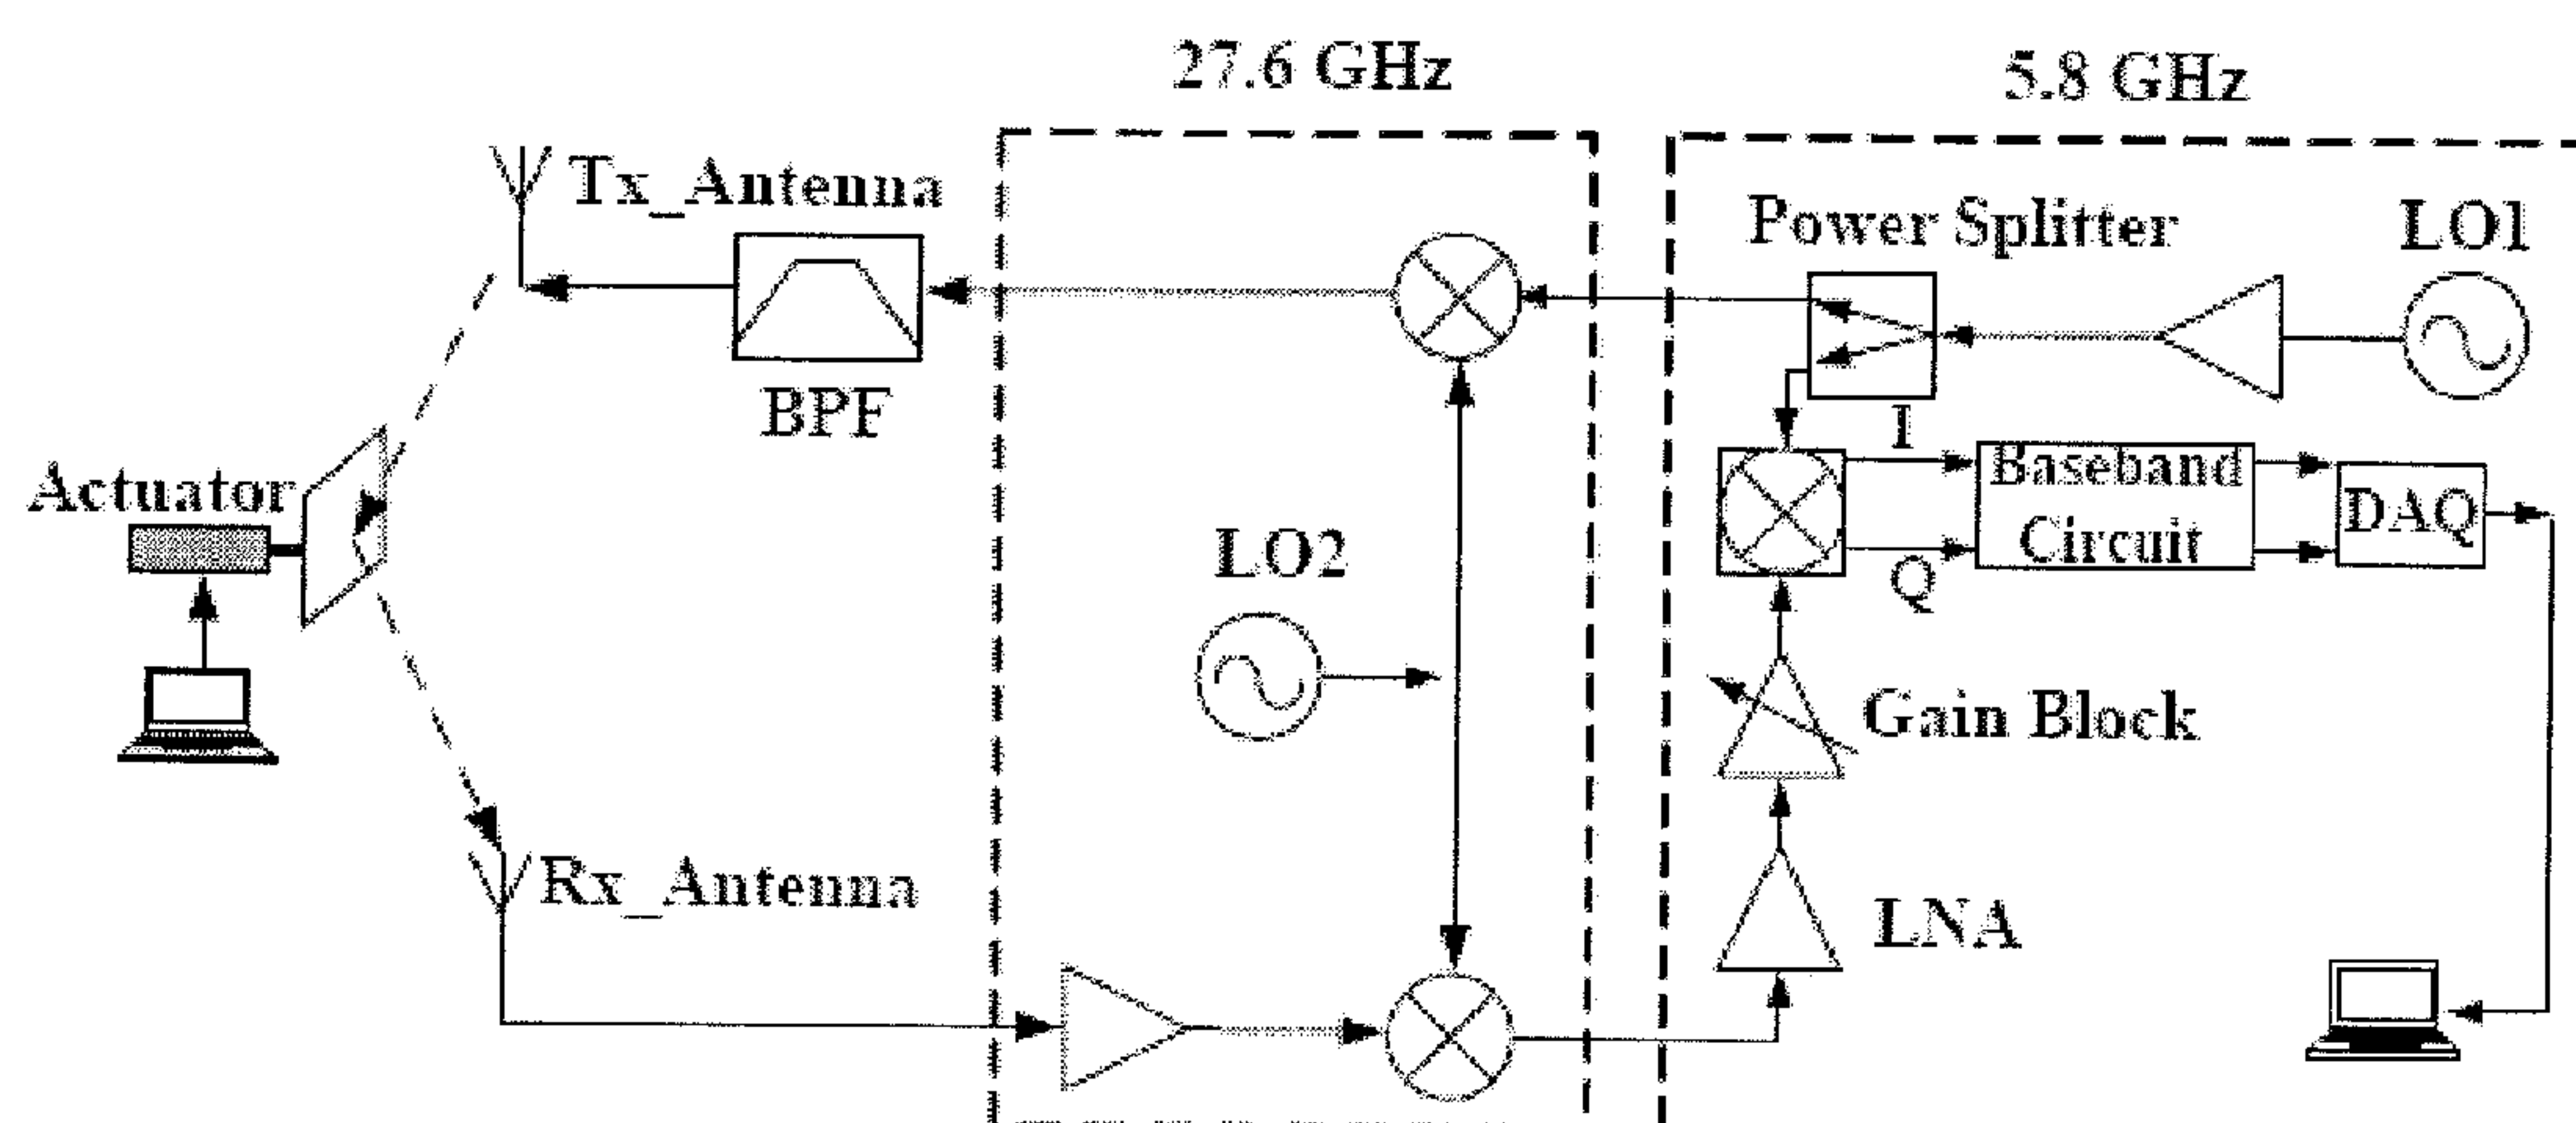 27.6 GHz
5.8 GHz
Tx_Antenna
Power Splitter
LO1
BPF
I
Actuator
Baseband
Circuit
DAQ
LO2
Q
Gain Block
Rx_Antenna
LNA